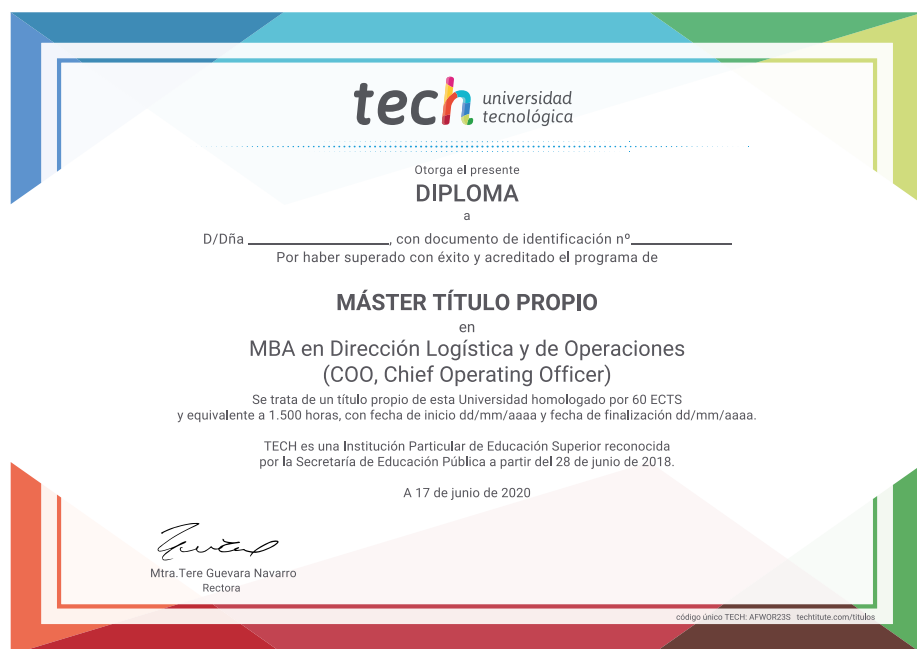 tech universidad
tecnológica
Otorga el presente
DIPLOMA
a
D/Dña ________________, con documento de identificación nº____________
Por haber superado con éxito y acreditado el programa de
MÁSTER TÍTULO PROPIO
en
MBA en Dirección Logística y de Operaciones
(COO, Chief Operating Officer)
Se trata de un título propio de esta Universidad homologado por 60 ECTS
y equivalente a 1.500 horas, con fecha de inicio dd/mm/aaaa y fecha de finalización dd/mm/aaaa.
TECH es una Institución Particular de Educación Superior reconocida
por la Secretaría de Educación Pública a partir del 28 de junio de 2018.
A 17 de junio de 2020
Mtra.Tere Guevara Navarro
Rectora
código único TECH: AFWOR23S techtitute.com/titulos